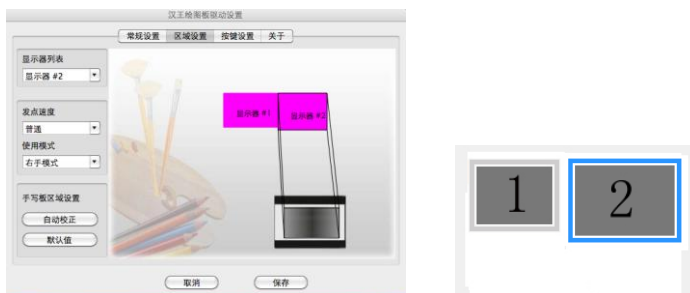 汉王绘图板驱动设置
常规设置 区域设置 按键设置 关于
显示器列表
显示器 #2
发点速度
普通
使用模式
右手模式
手写板区域设置
自动校正
默认值
显示器 #1 显示器 #2
取消 保存
1 2